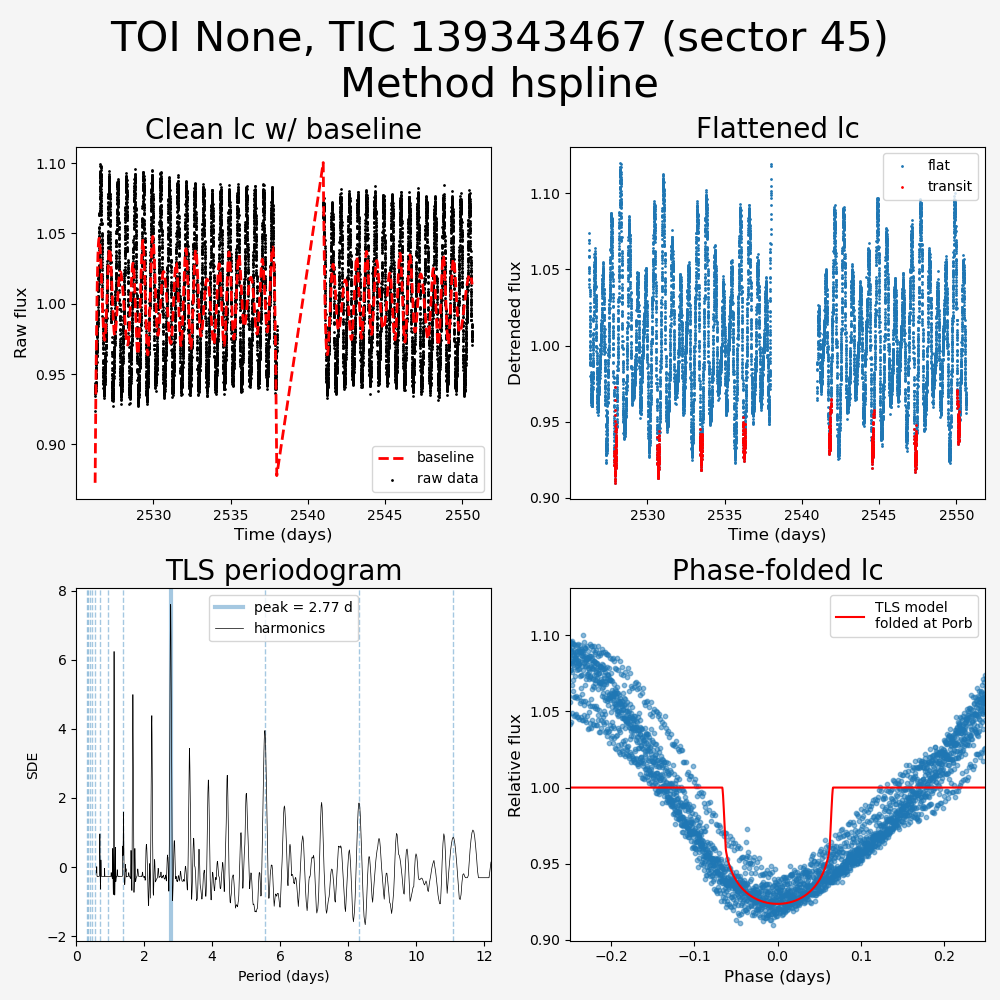 TOI None, TIC 139343467 (sector 45)
Method hspline
Clean lc w/ baseline
Raw flux
1.10
1.05
1.00
0.95
0.90
baseline
raw data
2530
2535
2540
2545
2550
Time (days)
Flattened lc
Detrended flux
1.10
1.05
1.00
0.95
0.90
flat
transit
2530
2535
2540
2545
2550
Time (days)
TLS periodogram
SDE
8
6
4
2
0
−2
peak = 2.77 d
harmonics
0
2
4
6
8
10
12
Period (days)
Phase-folded lc
Relative flux
1.10
1.05
1.00
0.95
0.90
TLS model
folded at Porb
−0.2
−0.1
0.0
0.1
0.2
Phase (days)